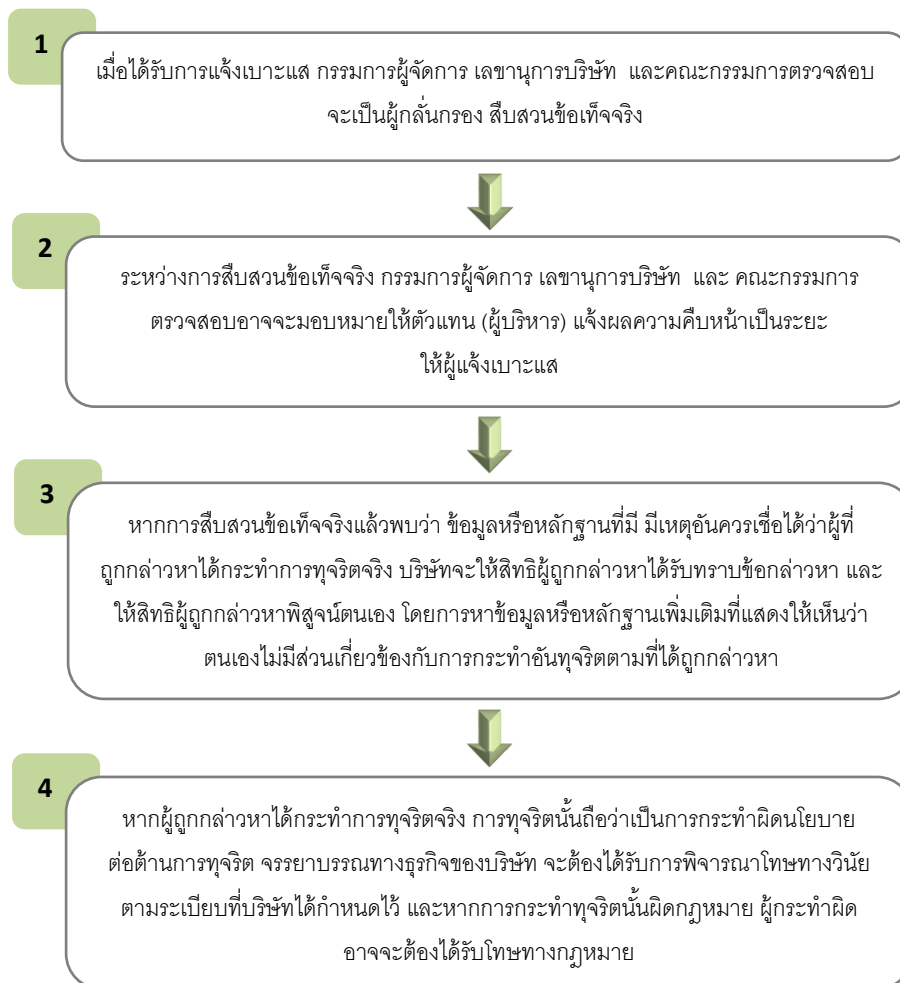 1
เมื่อได้รับการแจ้งเบาะแส กรรมการผู้จัดการ เลขานุการบริษัท และคณะกรรมการตรวจสอบ
จะเป็นผู้กลั่นกรอง สืบสวนข้อเท็จจริง
2
ระหว่างการสืบสวนข้อเท็จจริง กรรมการผู้จัดการ เลขานุการบริษัท และ คณะกรรมการ
ตรวจสอบอาจจะมอบหมายให้ตัวแทน (ผู้บริหาร) แจ้งผลความคืบหน้าเป็นระยะ
ให้ผู้แจ้งเบาะแส
3
หากการสืบสวนข้อเท็จจริงแล้วพบว่า ข้อมูลหรือหลักฐานที่มี มีเหตุอันควรเชื่อได้ว่าผู้ที่
ถูกกล่าวหาได้กระทำการทุจริตจริง บริษัทจะให้สิทธิผู้ถูกกล่าวหาได้รับทราบข้อกล่าวหา และ
ให้สิทธิผู้ถูกกล่าวหาพิสูจน์ตนเอง โดยการหาข้อมูลหรือหลักฐานเพิ่มเติมที่แสดงให้เห็นว่า
ตนเองไม่มีส่วนเกี่ยวข้องกับการกระทำอันทุจริตตามที่ได้ถูกกล่าวหา
4
หากผู้ถูกกล่าวหาได้กระทำการทุจริตจริง การทุจริตนั้นถือว่าเป็นการกระทำผิดนโยบาย
ต่อต้านการทุจริต จรรยาบรรณทางธุรกิจของบริษัท จะต้องได้รับการพิจารณาโทษทางวินัย
ตามระเบียบที่บริษัทได้กำหนดไว้ และหากการกระทำทุจริตนั้นผิดกฎหมาย ผู้กระทำผิด
อาจจะต้องได้รับโทษทางกฎหมาย